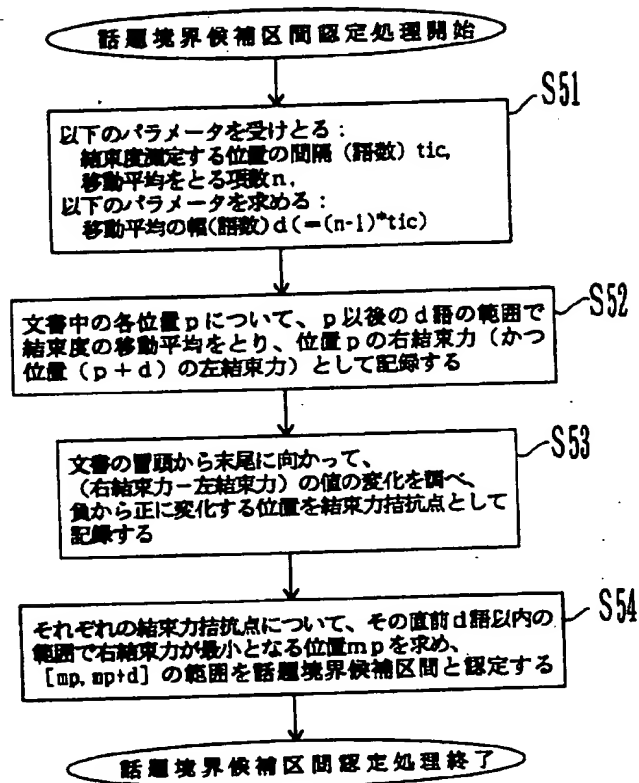 話題境界候補区間認定処理開始
S51
以下のパラメータを受けとる：
結束度測定する位置の間隔（語数）tic,
移動平均をとる項数n,
以下のパラメータを求める：
移動平均の幅(語数)d(=(n-1)*tic)
S52
文書中の各位置pについて、p以後のd語の範囲で
結束度の移動平均をとり、位置pの右結束力（かつ
位置（p+d）の左結束力）として記録する
S53
文書の冒頭から末尾に向かって、
（右結束力－左結束力）の値の変化を調べ、
負から正に変化する位置を結束力拮抗点として
記録する
S54
それぞれの結束力拮抗点について、その直前d語以内の
範囲で右結束力が最小となる位置mpを求め、
[mp,mp+d]の範囲を話題境界候補区間と認定する
話題境界候補区間認定処理終了